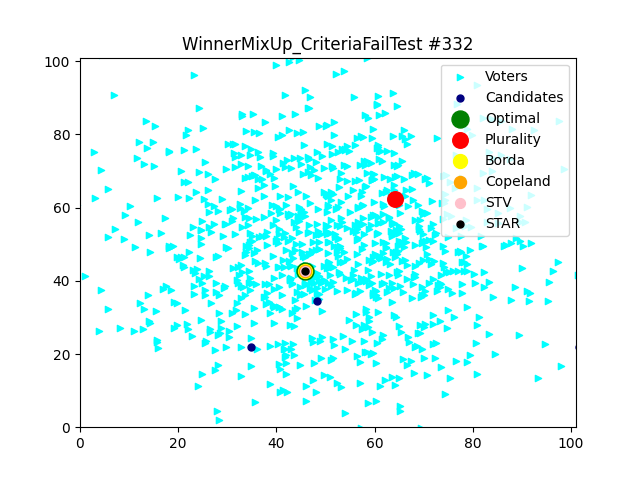 WinnerMixUp_CriteriaFailTest #332
100
80
60
40
20
0
0 20 40 60 80 100
Voters
Candidates
Optimal
Plurality
Borda
Copeland
STV
STAR